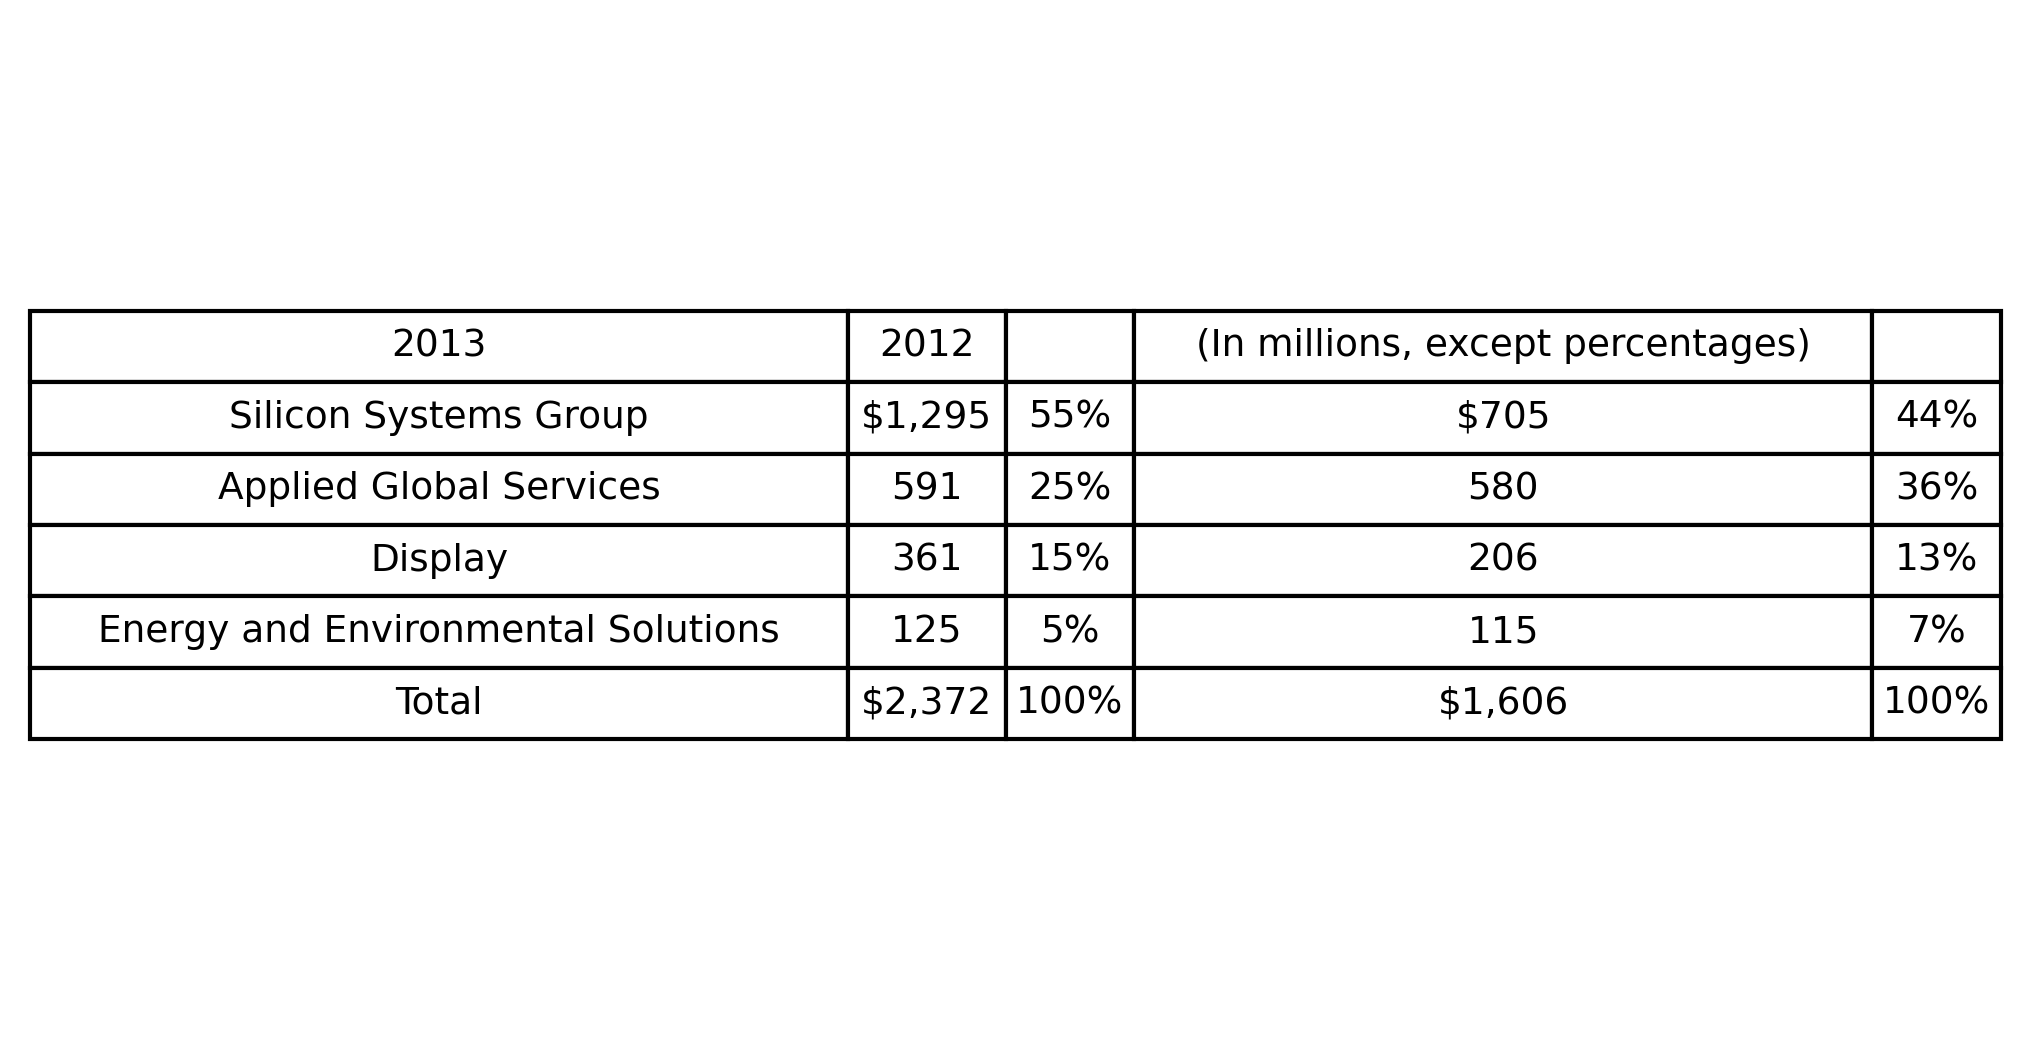 2013 2012 (In millions, except percentages)
Silicon Systems Group $1,295 55% $705 44%
Applied Global Services 591 25% 580 36%
Display 361 15% 206 13%
Energy and Environmental Solutions 125 5% 115 7%
Total $2,372 100% $1,606 100%